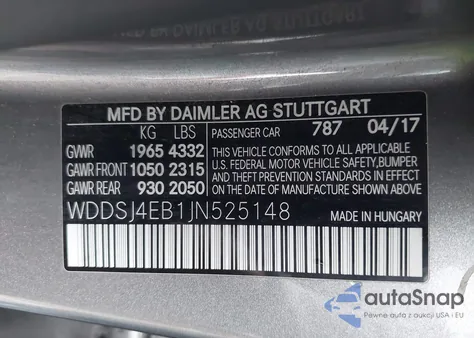 MFD BY DAIMLER AG STUTTGART
KG LBS PASSENGER CAR 787 04/17
GVWR 1965 4332
GAWR FRONT 1050 2315
GAWR REAR 930 2050
THIS VEHICLE CONFORMS TO ALL APPLICABLE
U.S. FEDERAL MOTOR VEHICLE SAFETY,BUMPER
AND THEFT PREVENTION STANDARDS IN EFFECT
ON THE DATE OF MANUFACTURE SHOWN ABOVE.
WDDSJ4EB1JN525148 MADE IN HUNGARY
autoSnap
Pewne auta z aukcji USA i EU